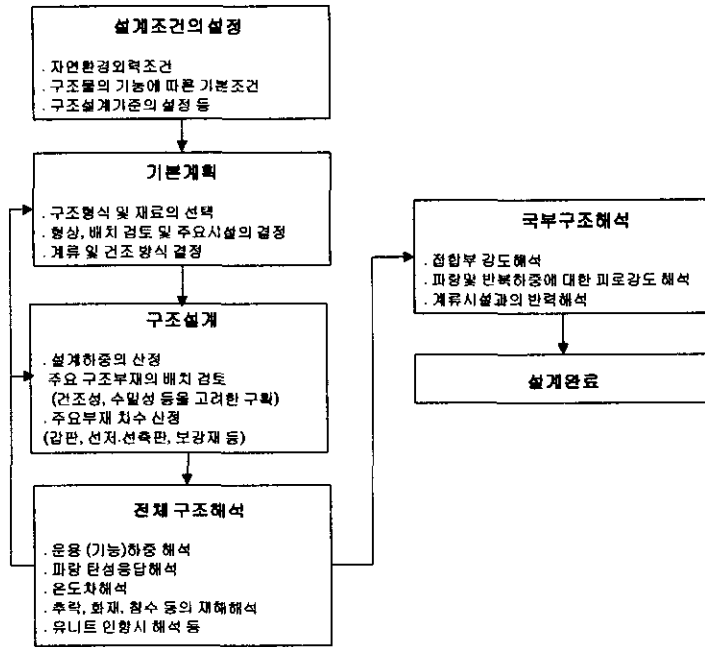 설계조건의 설정
. 자연환경외력조건
. 구조물의 기능에 따른 기본조건
. 구조설계기준의 설정 등
기본계획
. 구조형식 및 재료의 선택
. 형상, 배치 검토 및 주요시설의 결정
. 계류 및 건조 방식 결정
구조설계
. 설계하중의 산정
주요 구조부재의 배치 검토
(건조성, 수밀성 등을 고려한 구획)
. 주요부재 치수 산정
(갑판, 선저.선측판, 보강재 등)
전체 구조해석
. 운용 (기능)하중 해석
. 파랑 탄성응답해석
. 온도차해석
. 추락, 화재, 침수 등의 재해해석
. 유니트 인항시 해석 등
국부구조해석
. 접합부 강도해석
. 파랑및 반복하중에 대한 피로강도 해석
. 계류시설과의 반력해석
설계완료